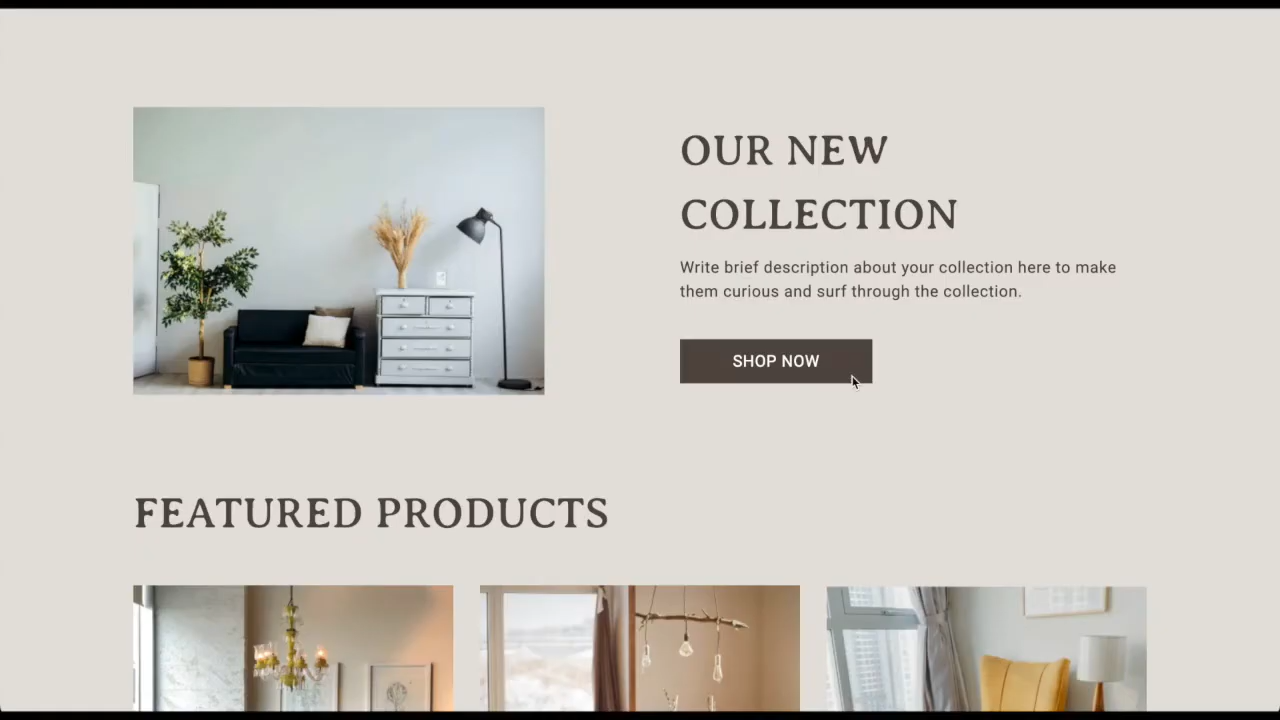 OUR NEW
COLLECTION
Write brief description about your collection here to make
them curious and surf through the collection.
SHOP NOW
FEATURED PRODUCTS